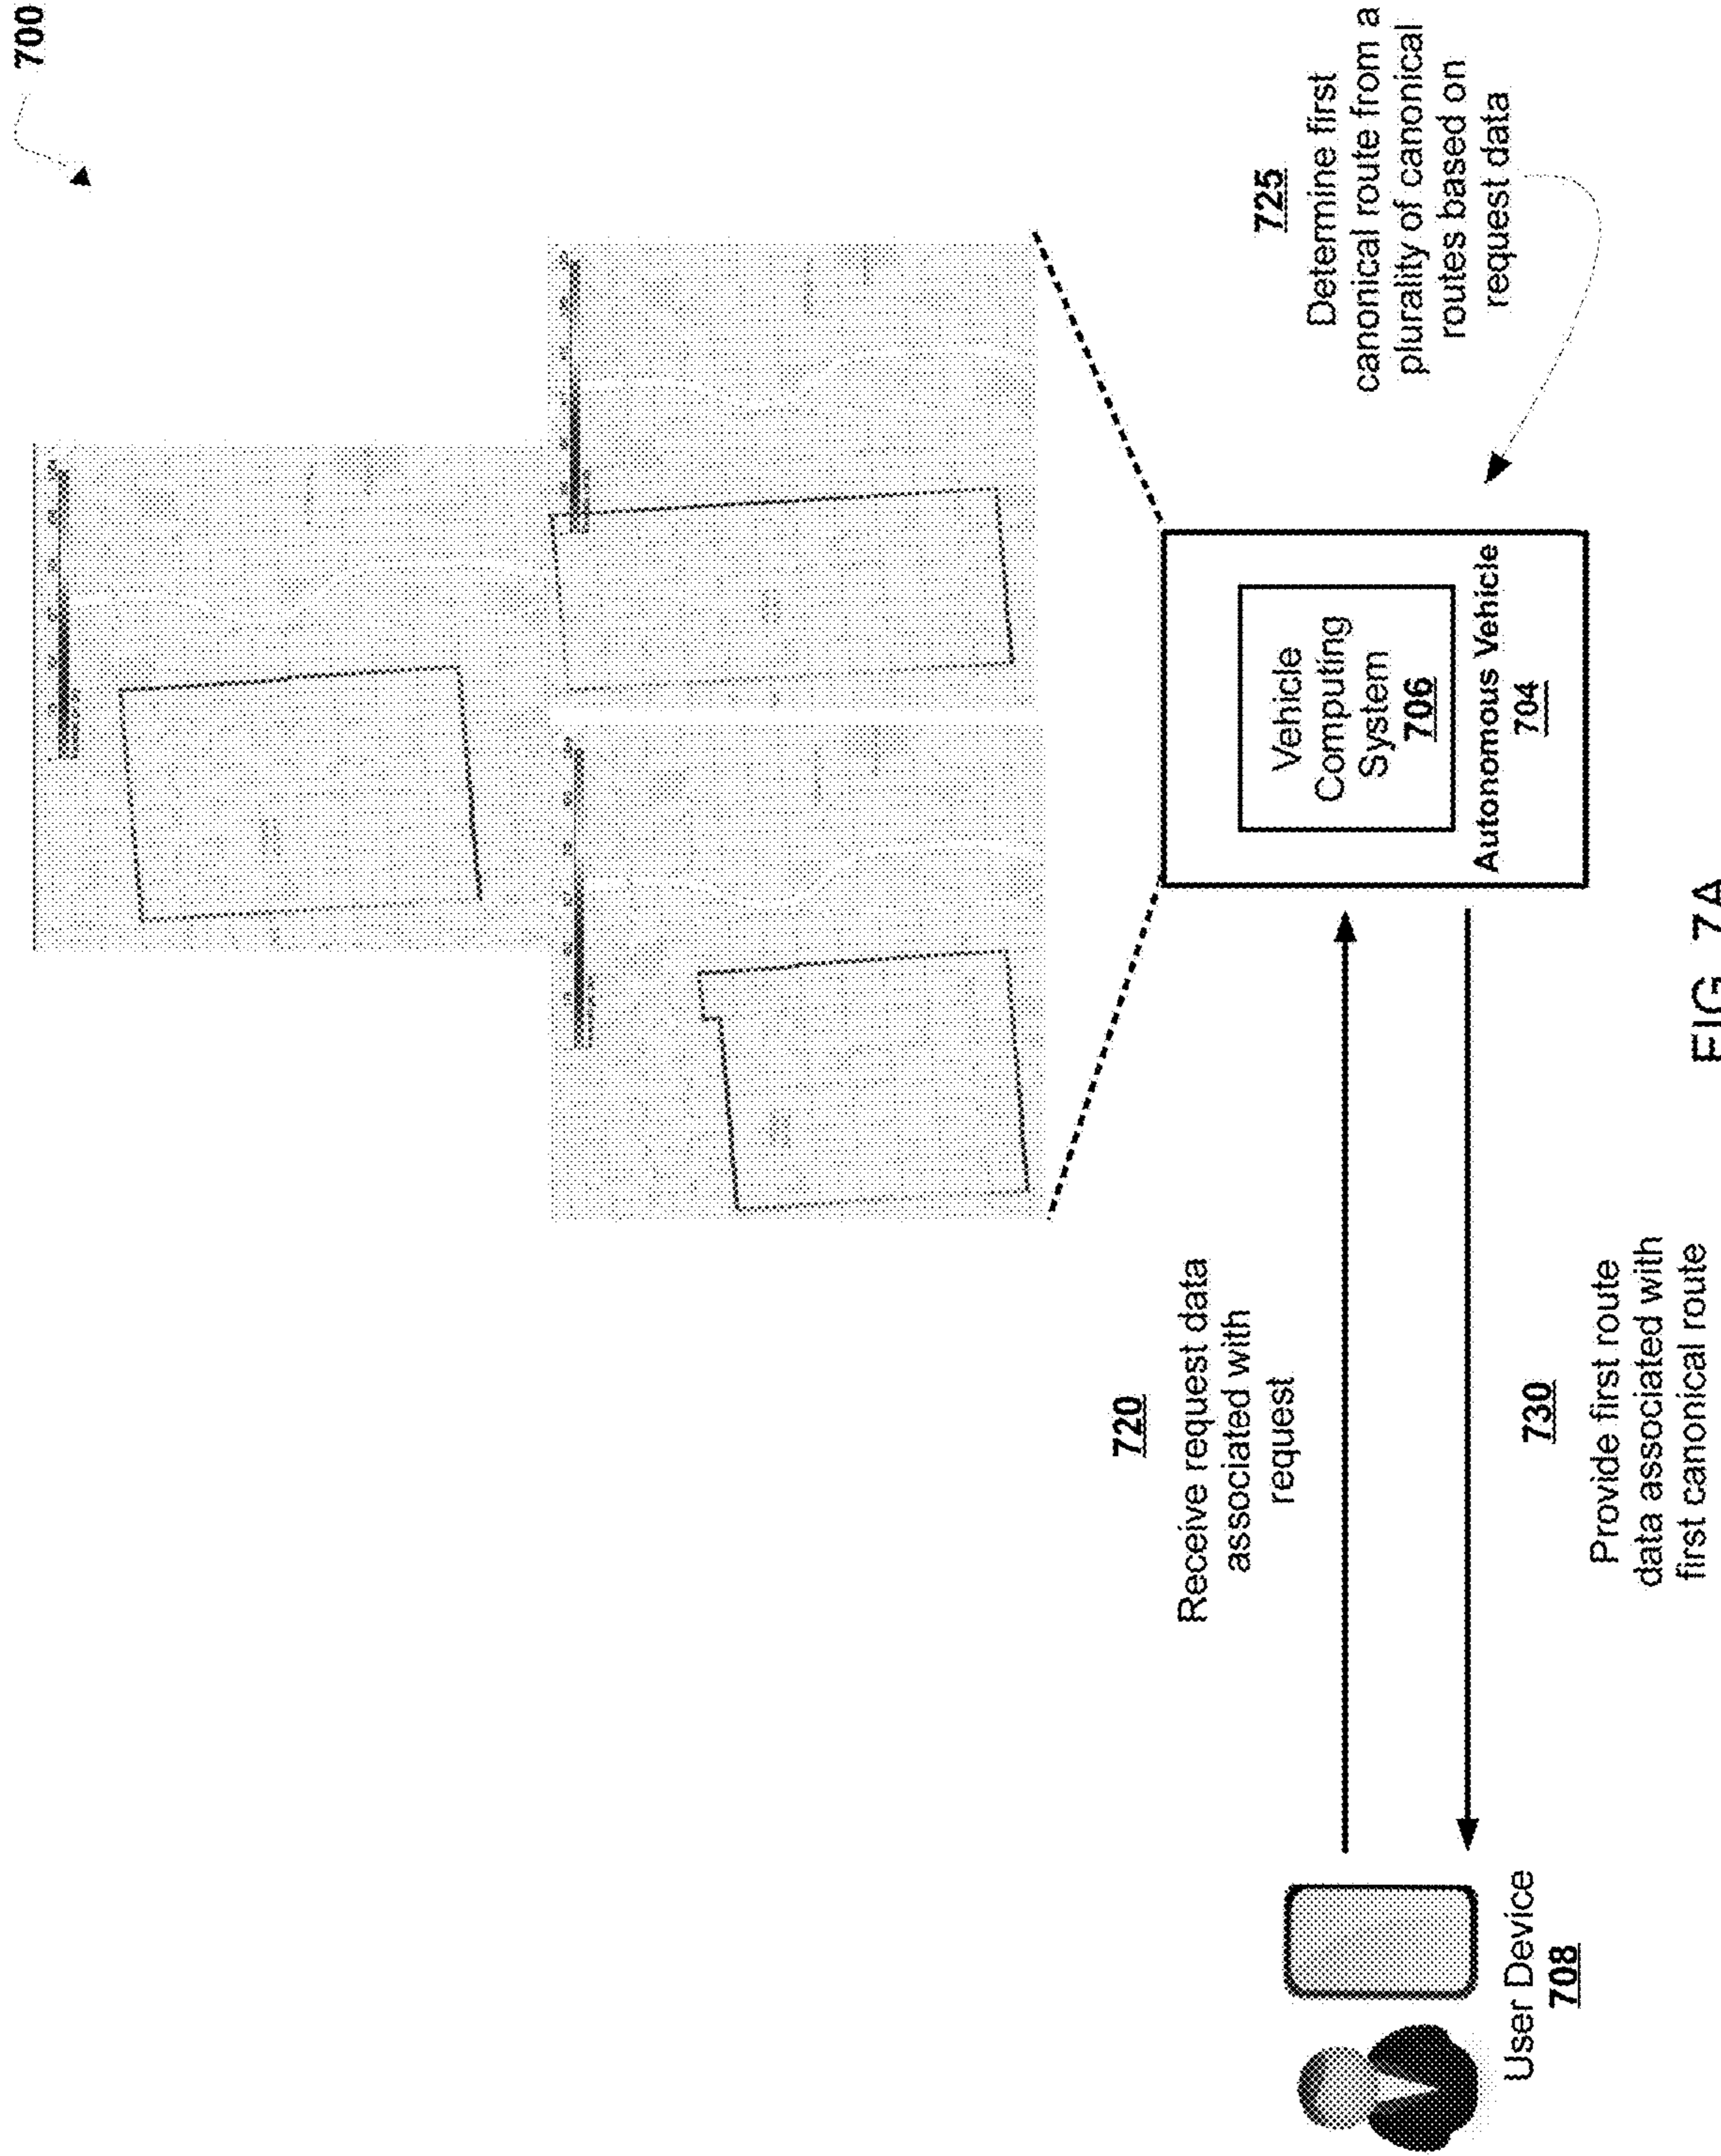 700
725
Determine first
canonical route from a
plurality of canonical
routes based on
request data
Vehicle
Computing
System
706
Autonomous Vehicle
704
720
Receive request data
associated with
request
730
Provide first route
data associated with
first canonical route
User Device
708
FIG. 7A